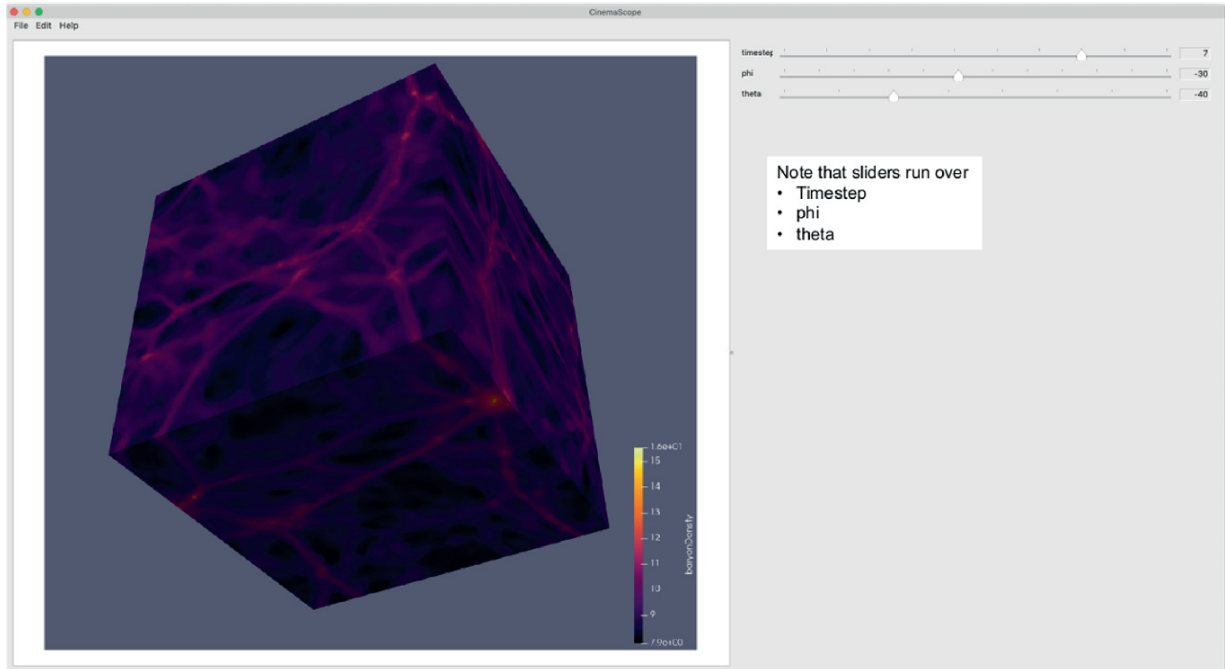 CinemaScope
File Edit Help
timestep 7
phi -30
theta -40
Note that sliders run over
• Timestep
• phi
• theta
1.6e+01
15
14
13
12
11
10
9
7.9e+00
baryonDensity